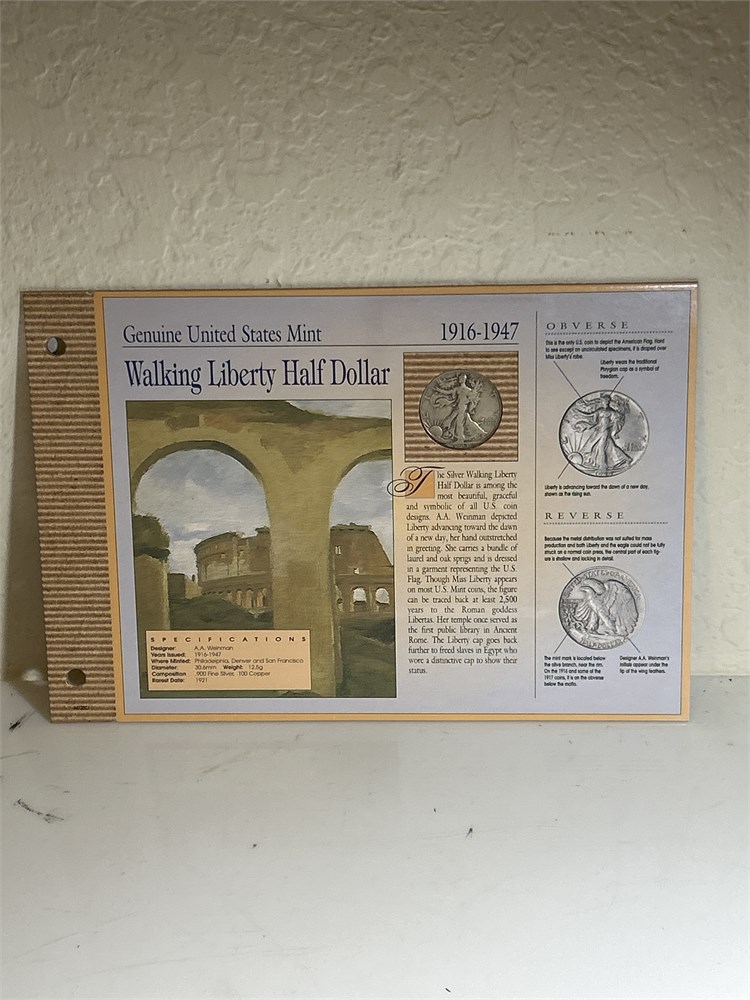 Genuine United States Mint
1916-1947
Walking Liberty Half Dollar
The Silver Walking Liberty
Half Dollar is among the
most beautiful, graceful
and symbolic of all U.S. coin
designs. A.A. Weinman depicted
Liberty advancing toward the dawn
of a new day, her hand outstretched
in greeting. She carries a bundle of
laurel and oak sprigs and is dressed
in a garment representing the U.S.
Flag. Though Miss Liberty appears
on most U.S. Mint coins, the figure
can be traced back at least 2,500
years to the Roman goddess
Libertas. Her temple once served as
the first public library in Ancient
Rome. The Liberty cap goes back
further to freed slaves in Egypt who
wore a distinctive cap to show their
status.
SPECIFICATIONS
Designer: A.A. Weinman
Years Issued: 1916-1947
Where Minted: Philadelphia, Denver and San Francisco
Diameter: 30.6mm Weight: 12.5g
Composition: .900 Fine Silver, .100 Copper
Rarest Date: 1921
OBVERSE
This is the only U.S. coin to depict the American Flag. Hard
to see except on uncirculated specimens, it is draped over
Miss Liberty's robe.
Liberty wears the traditional
Phrygian cap as a symbol of
freedom.
Liberty is advancing toward the dawn of a new day,
shown as the rising sun.
REVERSE
Because the metal distribution was not suited for mass
production and both Liberty and the eagle could not be fully
struck on a normal coin press, the central part of each fig-
ure is shallow and lacking in detail.
The mint mark is located below
the olive branch, near the rim.
On the 1916 and some of the
1917 coins, it is on the obverse
below the motto.
Designer A.A. Weinman's
initials appear under the
tip of the wing feathers.